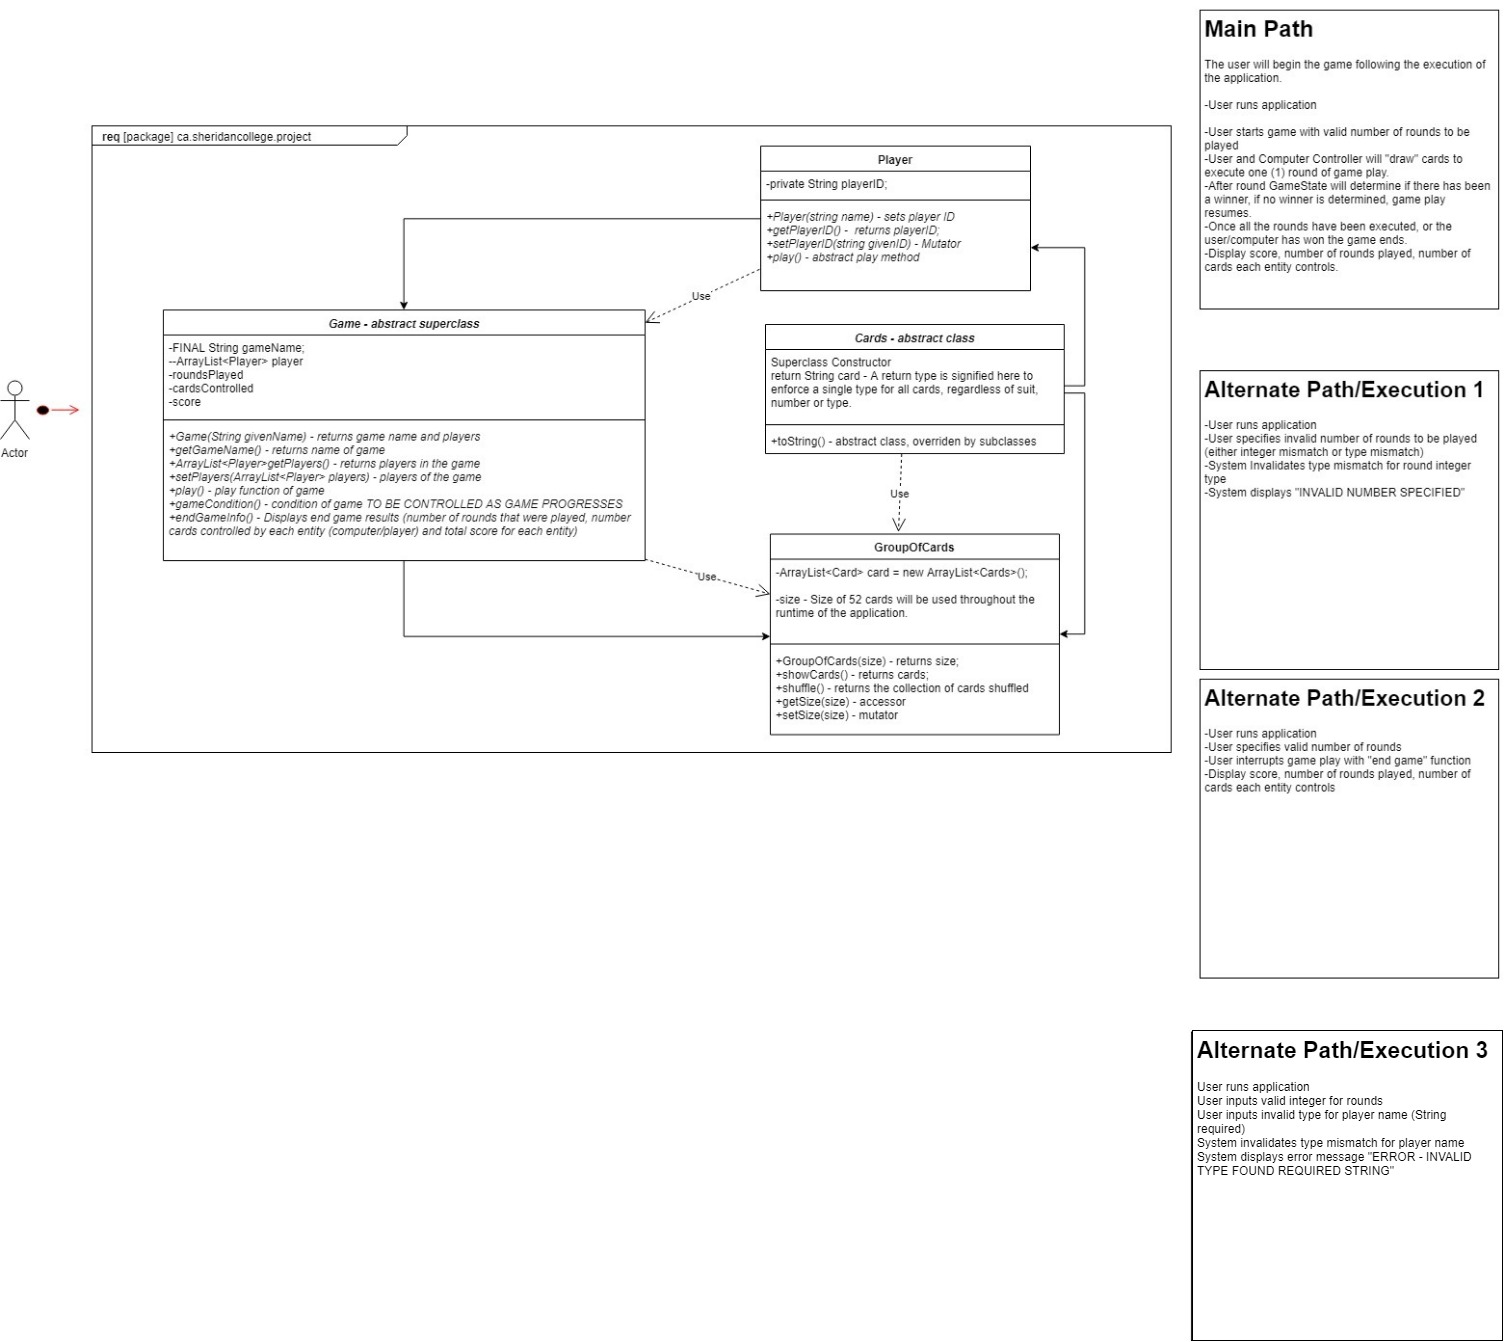 req [package] ca.sheridancollege.project
Player
-private String playerID;
+Player(string name) - sets player ID
+getPlayerID() - returns playerID;
+setPlayerID(string givenID) - Mutator
+play() - abstract play method
Use
Game - abstract superclass
-FINAL String gameName;
--ArrayList<Player> player
-roundsPlayed
-cardsControlled
-score
+Game(String givenName) - returns game name and players
+getGameName() - returns name of game
+ArrayList<Player>getPlayers() - returns players in the game
+setPlayers(ArrayList<Player> players) - players of the game
+play() - play function of game
+gameCondition() - condition of game TO BE CONTROLLED AS GAME PROGRESSES
+endGameInfo() - Displays end game results (number of rounds that were played, number
cards controlled by each entity (computer/player) and total score for each entity)
Actor
Cards - abstract class
Superclass Constructor
return String card - A return type is signified here to
enforce a single type for all cards, regardless of suit,
number or type.
+toString() - abstract class, overriden by subclasses
Use
Use
GroupOfCards
-ArrayList<Card> card = new ArrayList<Cards>();
-size - Size of 52 cards will be used throughout the
runtime of the application.
+GroupOfCards(size) - returns size;
+showCards() - returns cards;
+shuffle() - returns the collection of cards shuffled
+getSize(size) - accessor
+setSize(size) - mutator
Main Path
The user will begin the game following the execution of
the application.
-User runs application
-User starts game with valid number of rounds to be
played
-User and Computer Controller will "draw" cards to
execute one (1) round of game play.
-After round GameState will determine if there has been
a winner, if no winner is determined, game play
resumes.
-Once all the rounds have been executed, or the
user/computer has won the game ends.
-Display score, number of rounds played, number of
cards each entity controls.
Alternate Path/Execution 1
-User runs application
-User specifies invalid number of rounds to be played
(either integer mismatch or type mismatch)
-System Invalidates type mismatch for round integer
type
-System displays "INVALID NUMBER SPECIFIED"
Alternate Path/Execution 2
-User runs application
-User specifies valid number of rounds
-User interrupts game play with "end game" function
-Display score, number of rounds played, number of
cards each entity controls
Alternate Path/Execution 3
User runs application
User inputs valid integer for rounds
User inputs invalid type for player name (String
required)
System invalidates type mismatch for player name
System displays error message "ERROR - INVALID
TYPE FOUND REQUIRED STRING"